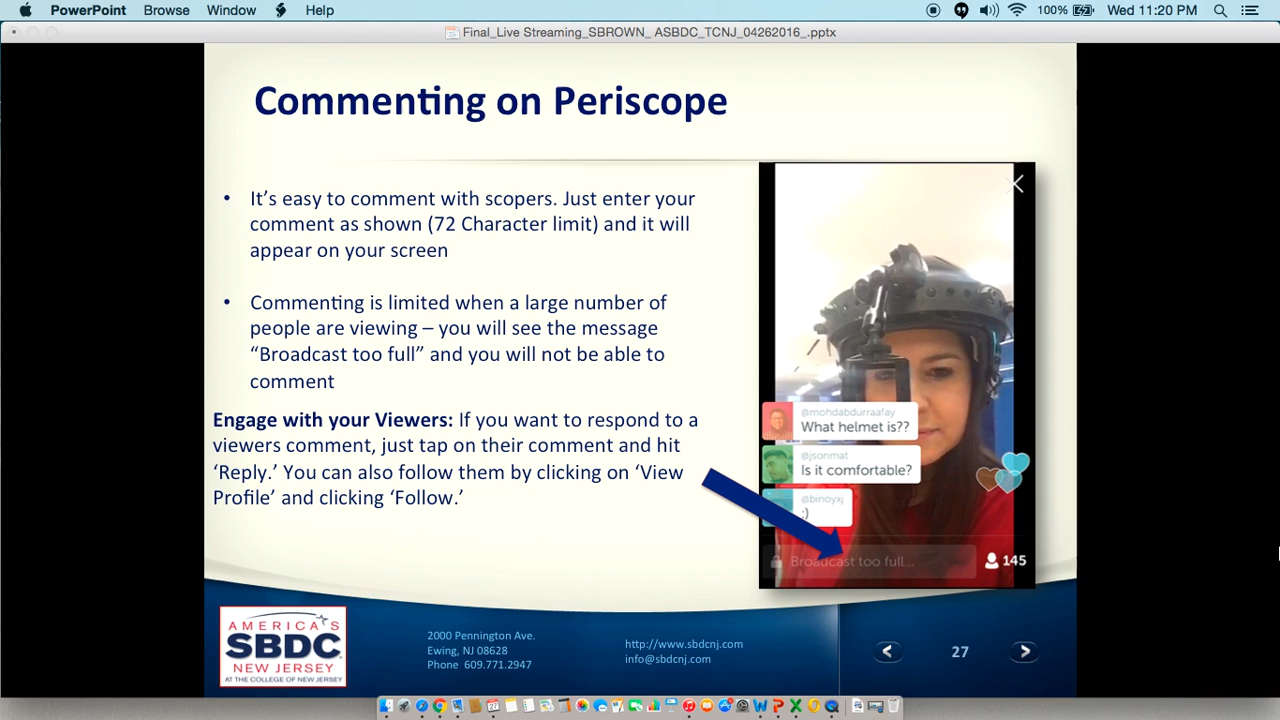 PowerPoint Browse Window Help 100% Wed 11:20 PM
Final_Live Streaming_SBROWN_ ASBDC_TCNJ_04262016_.pptx
Commenting on Periscope
• It's easy to comment with scopers. Just enter your
comment as shown (72 Character limit) and it will
appear on your screen
• Commenting is limited when a large number of
people are viewing – you will see the message
“Broadcast too full” and you will not be able to
comment
Engage with your Viewers: If you want to respond to a
viewers comment, just tap on their comment and hit
‘Reply.’ You can also follow them by clicking on ‘View
Profile’ and clicking ‘Follow.’
@mohdabdurraafay
What helmet is??
@jsonmat
Is it comfortable?
@binoyxj
:)
Broadcast too full...
145
AMERICA'S
SBDC
NEW JERSEY
AT THE COLLEGE OF NEW JERSEY
2000 Pennington Ave.
Ewing, NJ 08628
Phone 609.771.2947
http://www.sbdcnj.com
info@sbdcnj.com
27